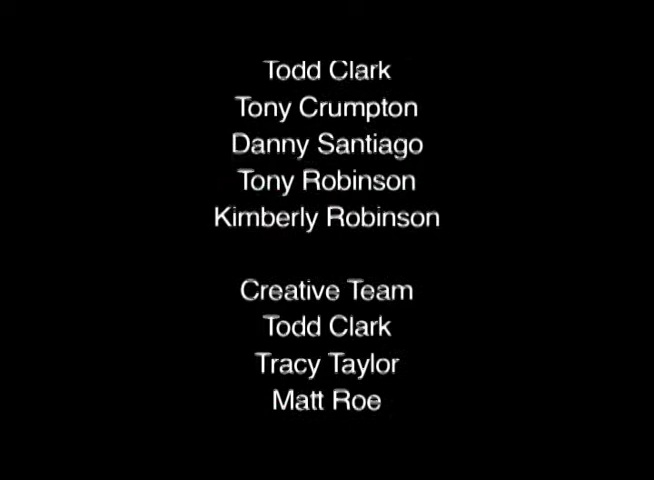 Todd Clark
Tony Crumpton
Danny Santiago
Tony Robinson
Kimberly Robinson
Creative Team
Todd Clark
Tracy Taylor
Matt Roe